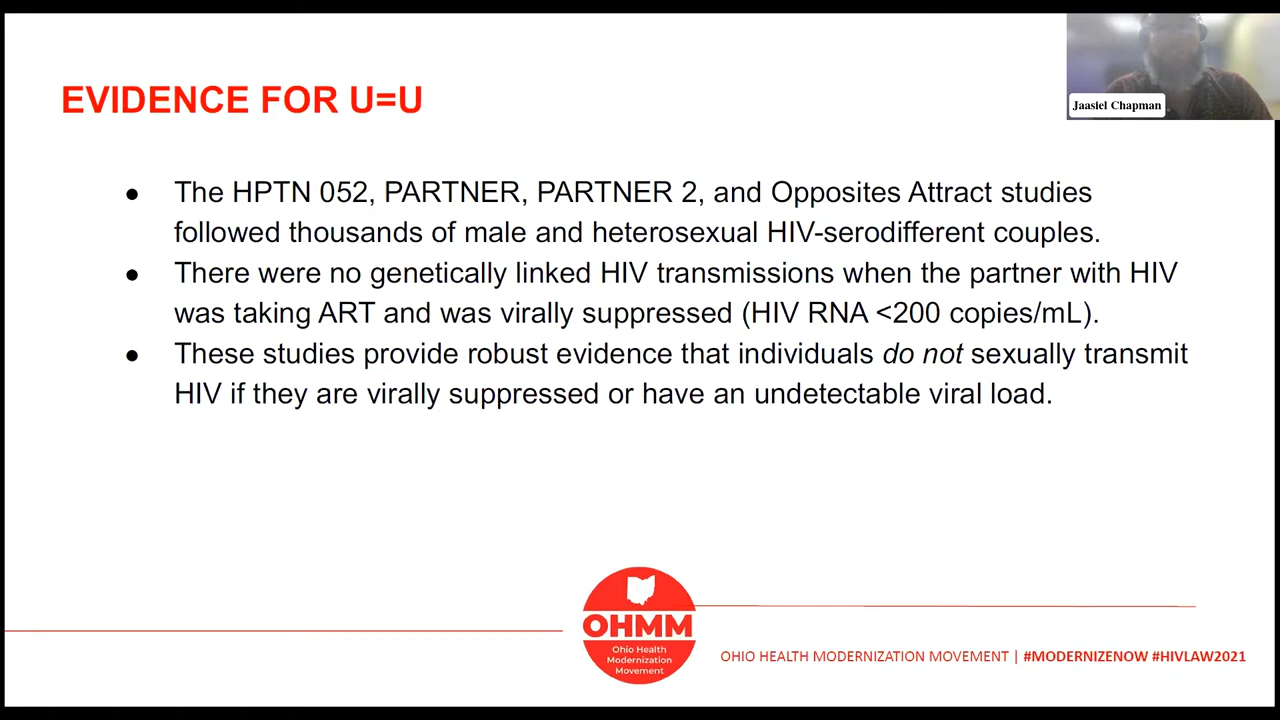 Jaasiel Chapman
EVIDENCE FOR U=U
● The HPTN 052, PARTNER, PARTNER 2, and Opposites Attract studies
followed thousands of male and heterosexual HIV-serodifferent couples.
● There were no genetically linked HIV transmissions when the partner with HIV
was taking ART and was virally suppressed (HIV RNA <200 copies/mL).
● These studies provide robust evidence that individuals do not sexually transmit
HIV if they are virally suppressed or have an undetectable viral load.
OHMM
Ohio Health
Modernization
Movement
OHIO HEALTH MODERNIZATION MOVEMENT | #MODERNIZENOW #HIVLAW2021